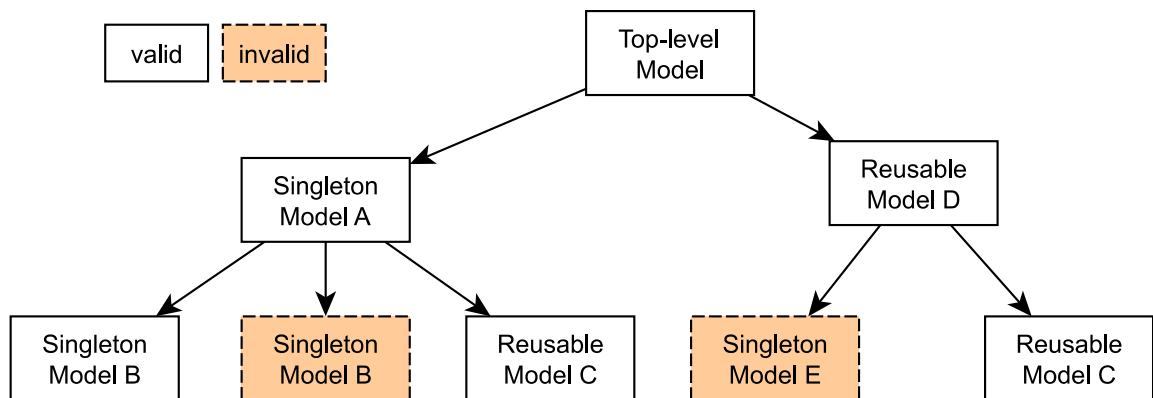 valid
invalid
Top-level
Model
Singleton
Model A
Reusable
Model D
Singleton
Model B
Singleton
Model B
Reusable
Model C
Singleton
Model E
Reusable
Model C